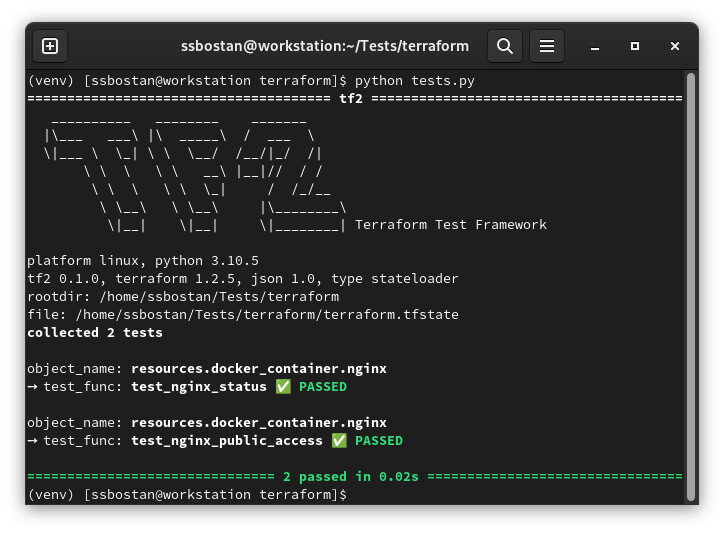 ssbostan@workstation:~/Tests/terraform
(venv) [ssbostan@workstation terraform]$ python tests.py
====================================== tf2 =======================================
TF2
Terraform Test Framework
platform linux, python 3.10.5
tf2 0.1.0, terraform 1.2.5, json 1.0, type stateloader
rootdir: /home/ssbostan/Tests/terraform
file: /home/ssbostan/Tests/terraform/terraform.tfstate
collected 2 tests
object_name: resources.docker_container.nginx
→ test_func: test_nginx_status ✅ PASSED
object_name: resources.docker_container.nginx
→ test_func: test_nginx_public_access ✅ PASSED
=============================== 2 passed in 0.02s ================================
(venv) [ssbostan@workstation terraform]$